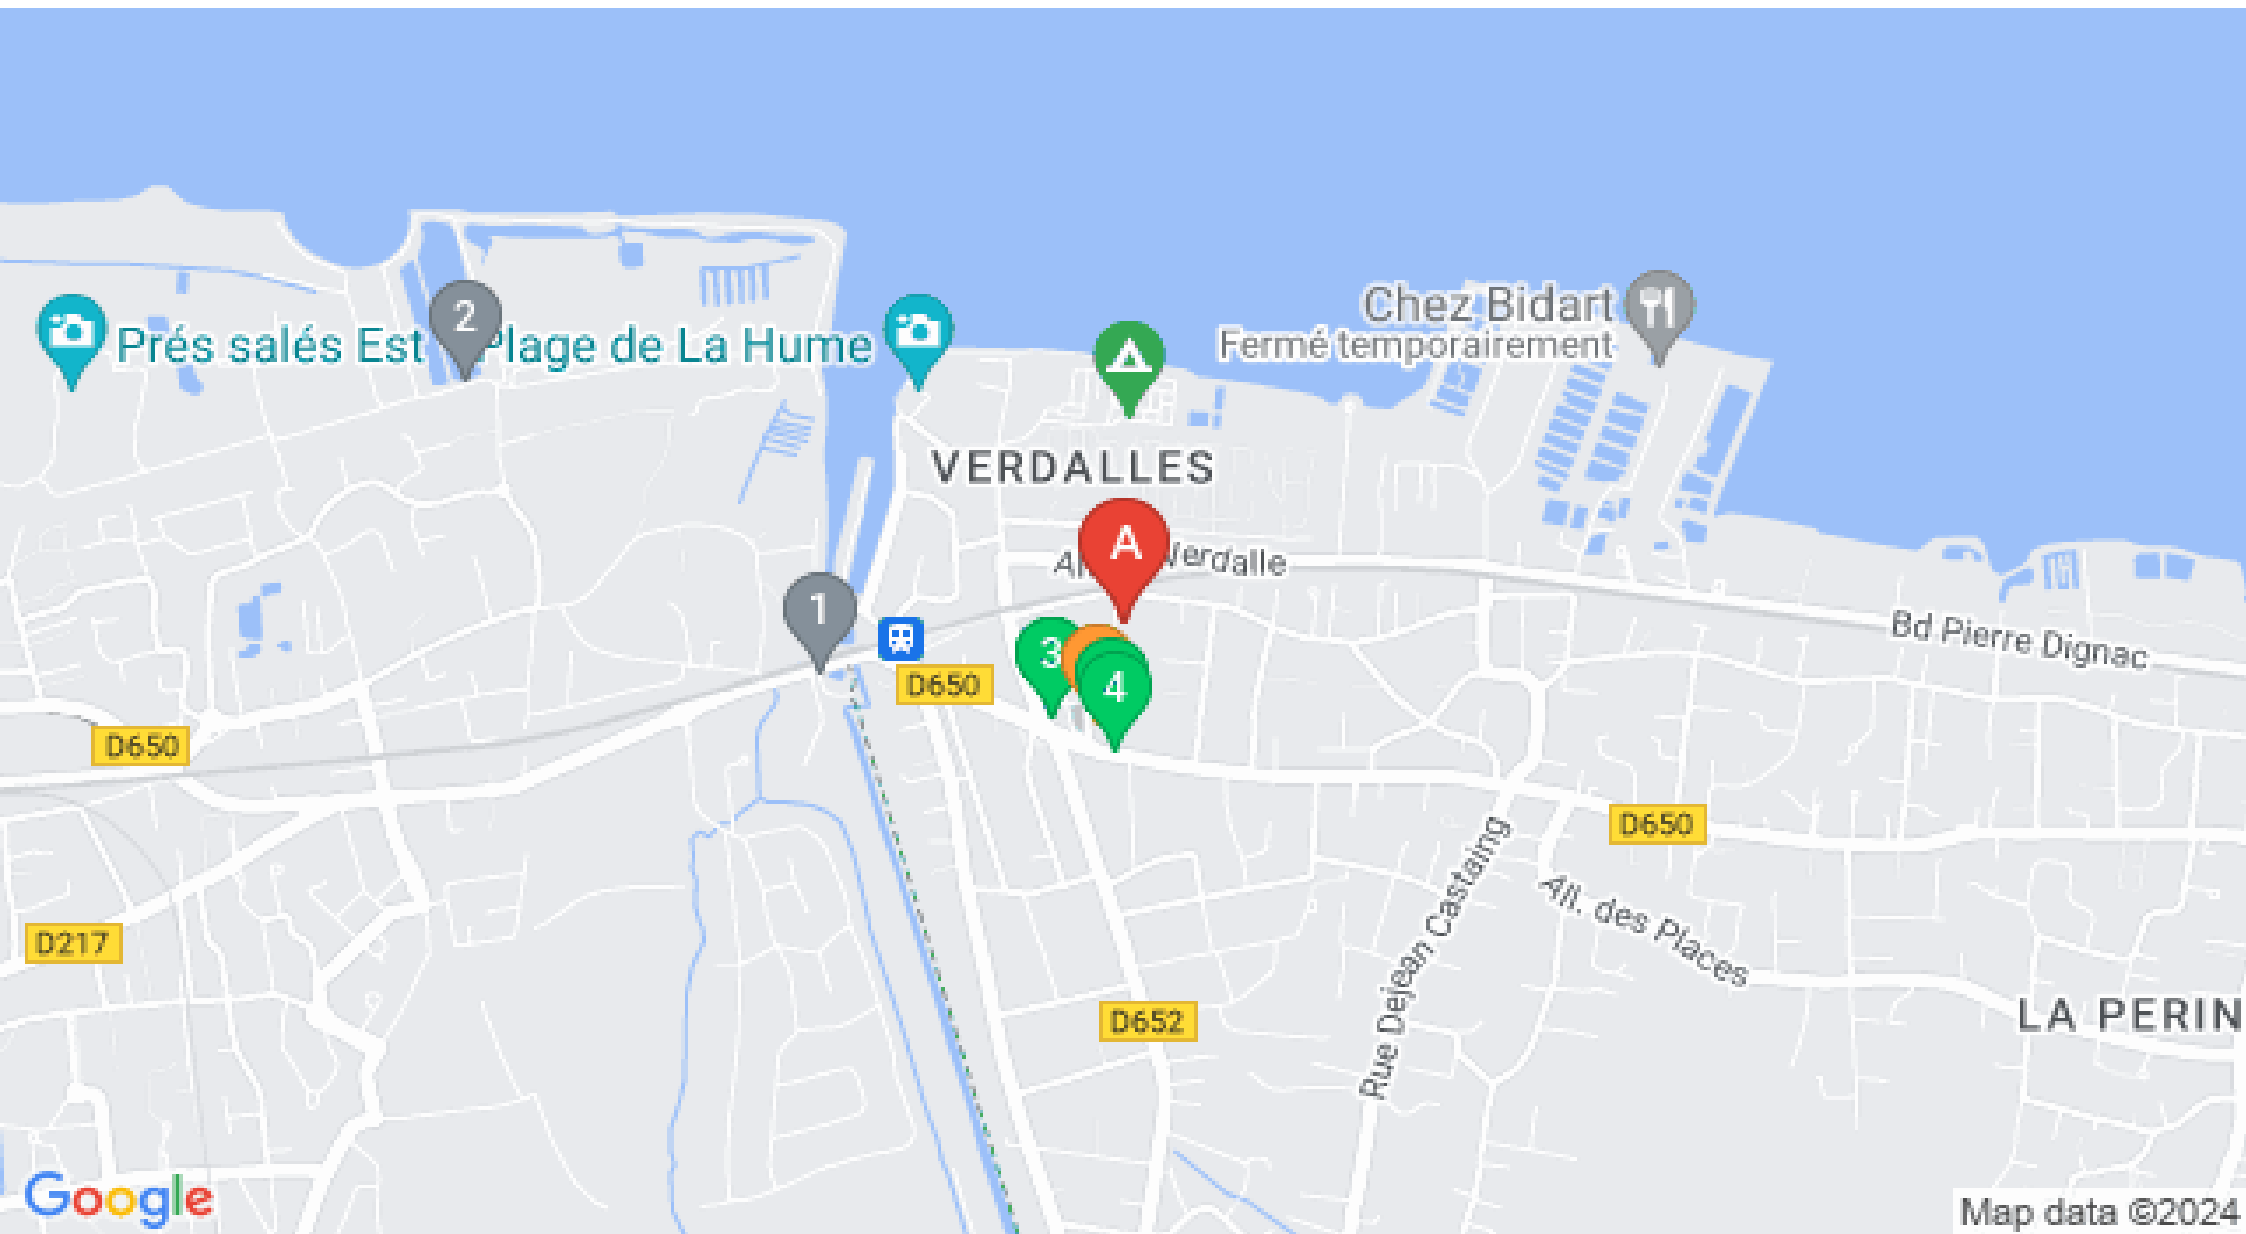 2
Prés salés Est
Plage de La Hume
Chez Bidart
Fermé temporairement
VERDALLES
A
Verdalle
1
Bd Pierre Dignac
3
D650
4
D650
D650
Rue Dejean Castaing
All. des Places
D217
D652
LA PERIN
Google
Map data ©2024